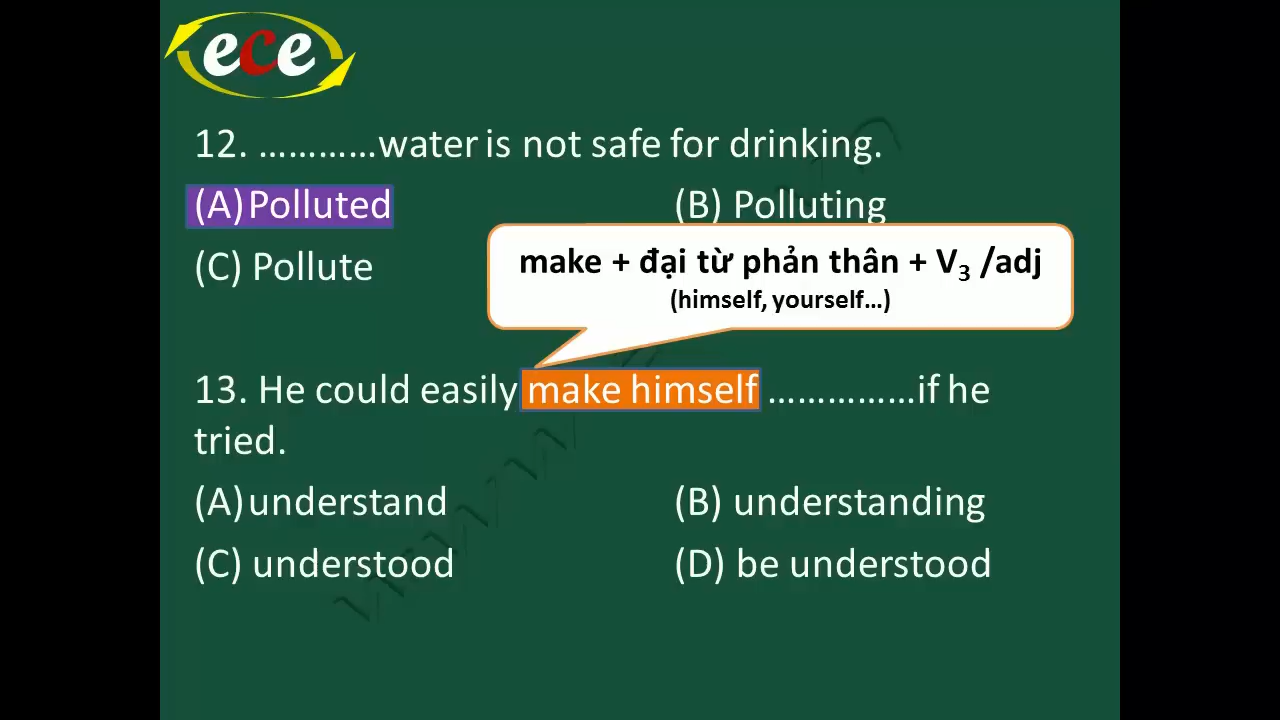 ece
12. …………water is not safe for drinking.
(A)Polluted
(B) Polluting
(C) Pollute
make + đại từ phản thân + V3 /adj
(himself, yourself…)
13. He could easily make himself ……………if he
tried.
(A)understand
(B) understanding
(C) understood
(D) be understood